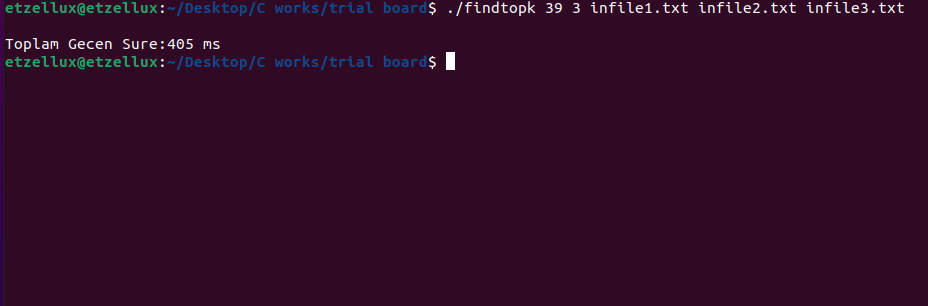 etzellux@etzellux:~/Desktop/C works/trial board$ ./findtopk 39 3 infile1.txt infile2.txt infile3.txt
Toplam Gecen Sure:405 ms
etzellux@etzellux:~/Desktop/C works/trial board$